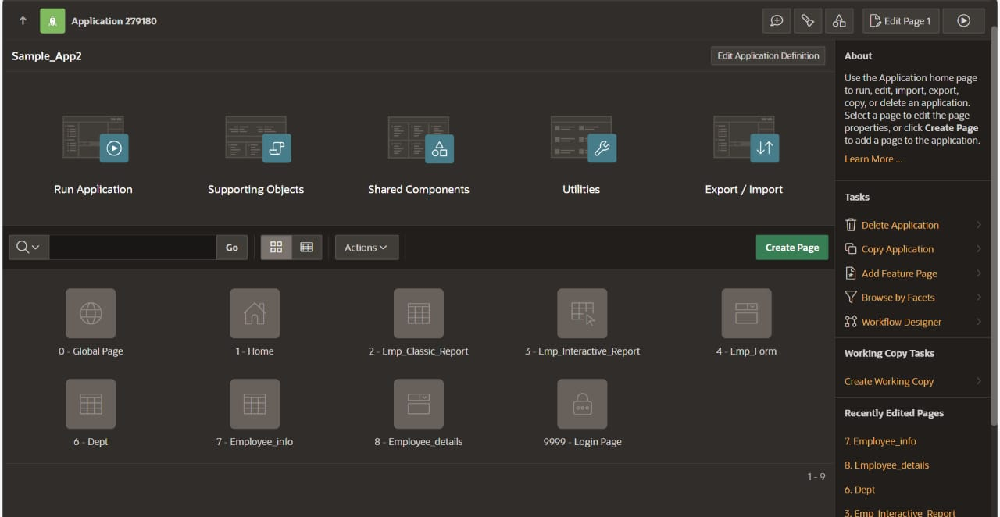 Application 279180
Edit Page 1
Sample_App2
Edit Application Definition
Run Application
Supporting Objects
Shared Components
Utilities
Export / Import
Go
Actions
Create Page
0 - Global Page
1 - Home
2 - Emp_Classic_Report
3 - Emp_Interactive_Report
4 - Emp_Form
6 - Dept
7 - Employee_info
8 - Employee_details
9999 - Login Page
1 - 9
About
Use the Application home page
to run, edit, import, export,
copy, or delete an application.
Select a page to edit the page
properties, or click Create Page
to add a page to the application.
Learn More ...
Tasks
Delete Application
Copy Application
Add Feature Page
Browse by Facets
Workflow Designer
Working Copy Tasks
Create Working Copy
Recently Edited Pages
7. Employee_info
8. Employee_details
6. Dept
3. Emp_Interactive_Report